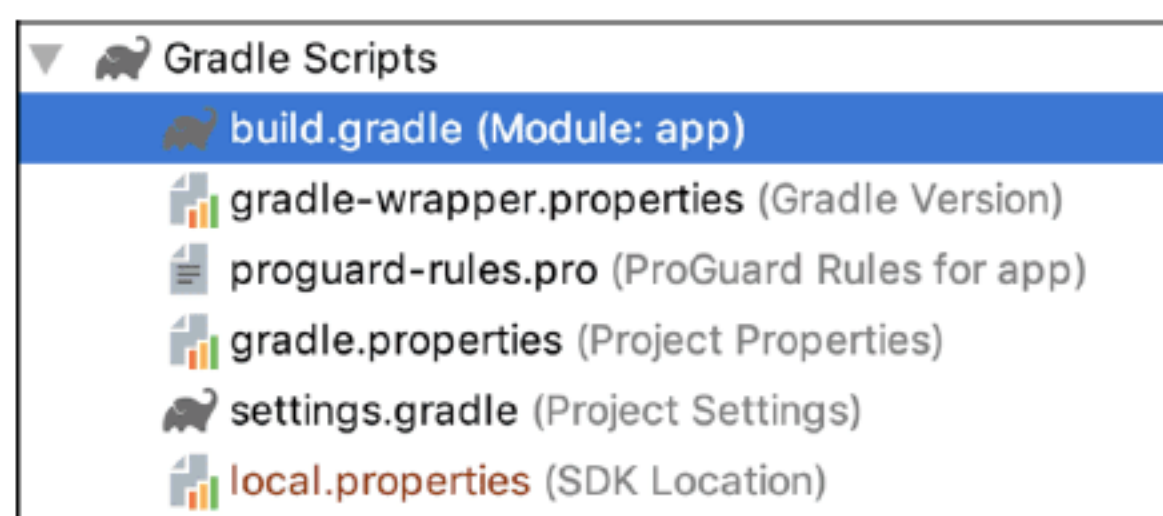 Gradle Scripts
build.gradle (Module: app)
gradle-wrapper.properties (Gradle Version)
proguard-rules.pro (ProGuard Rules for app)
gradle.properties (Project Properties)
settings.gradle (Project Settings)
local.properties (SDK Location)